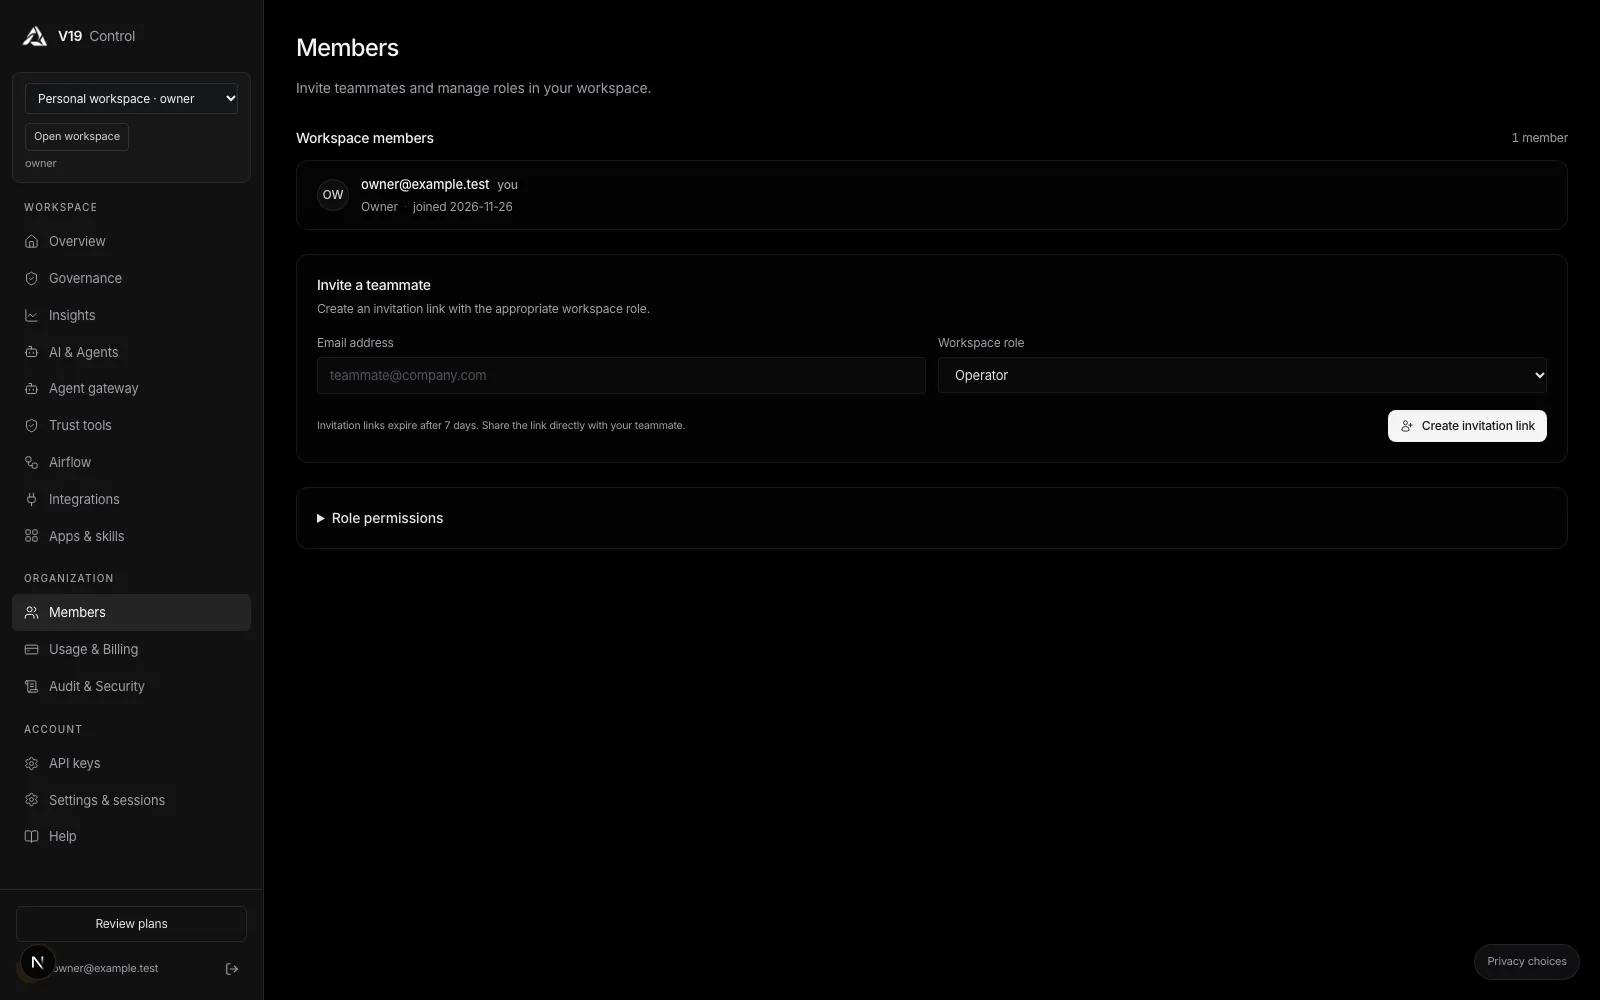 V19 Control
Personal workspace · owner
Open workspace
owner
WORKSPACE
Overview
Governance
Insights
AI & Agents
Agent gateway
Trust tools
Airflow
Integrations
Apps & skills
ORGANIZATION
Members
Usage & Billing
Audit & Security
ACCOUNT
API keys
Settings & sessions
Help
Review plans
N
owner@example.test
Members
Invite teammates and manage roles in your workspace.
Workspace members
1 member
OW
owner@example.test you
Owner · joined 2026-11-26
Invite a teammate
Create an invitation link with the appropriate workspace role.
Email address
Workspace role
teammate@company.com
Operator
Invitation links expire after 7 days. Share the link directly with your teammate.
Create invitation link
Role permissions
Privacy choices